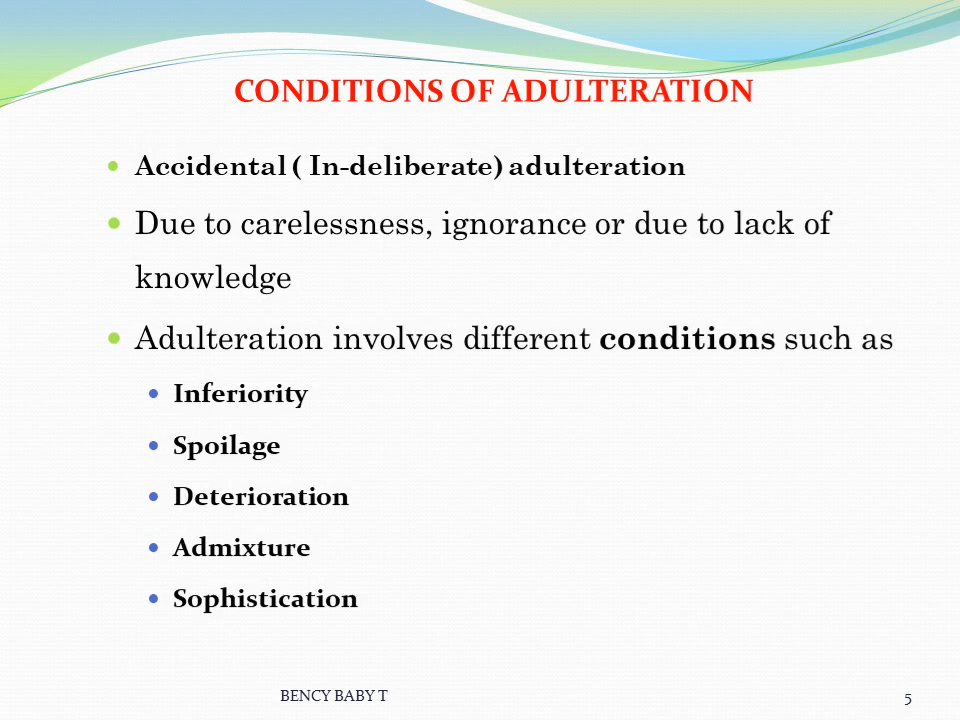 CONDITIONS OF ADULTERATION
Accidental ( In-deliberate) adulteration
Due to carelessness, ignorance or due to lack of
knowledge
Adulteration involves different conditions such as
Inferiority
Spoilage
Deterioration
Admixture
Sophistication
BENCY BABY T
5